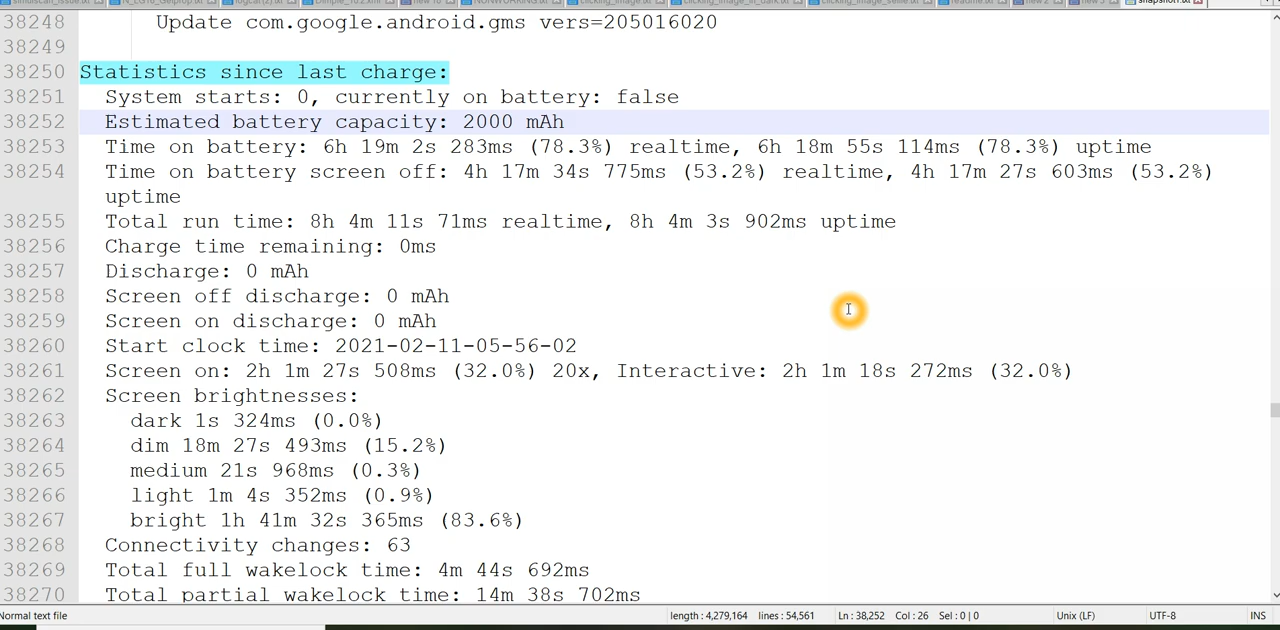 38248 Update com.google.android.gms vers=205016020
38249
38250 Statistics since last charge:
38251 System starts: 0, currently on battery: false
38252 Estimated battery capacity: 2000 mAh
38253 Time on battery: 6h 19m 2s 283ms (78.3%) realtime, 6h 18m 55s 114ms (78.3%) uptime
38254 Time on battery screen off: 4h 17m 34s 775ms (53.2%) realtime, 4h 17m 27s 603ms (53.2%)
uptime
38255 Total run time: 8h 4m 11s 71ms realtime, 8h 4m 3s 902ms uptime
38256 Charge time remaining: 0ms
38257 Discharge: 0 mAh
38258 Screen off discharge: 0 mAh
38259 Screen on discharge: 0 mAh
38260 Start clock time: 2021-02-11-05-56-02
38261 Screen on: 2h 1m 27s 508ms (32.0%) 20x, Interactive: 2h 1m 18s 272ms (32.0%)
38262 Screen brightnesses:
38263 dark 1s 324ms (0.0%)
38264 dim 18m 27s 493ms (15.2%)
38265 medium 21s 968ms (0.3%)
38266 light 1m 4s 352ms (0.9%)
38267 bright 1h 41m 32s 365ms (83.6%)
38268 Connectivity changes: 63
38269 Total full wakelock time: 4m 44s 692ms
38270 Total partial wakelock time: 14m 38s 702ms
Normal text file length : 4,279,164 lines : 54,561 Ln : 38,252 Col : 26 Sel : 0 | 0 Unix (LF) UTF-8 INS